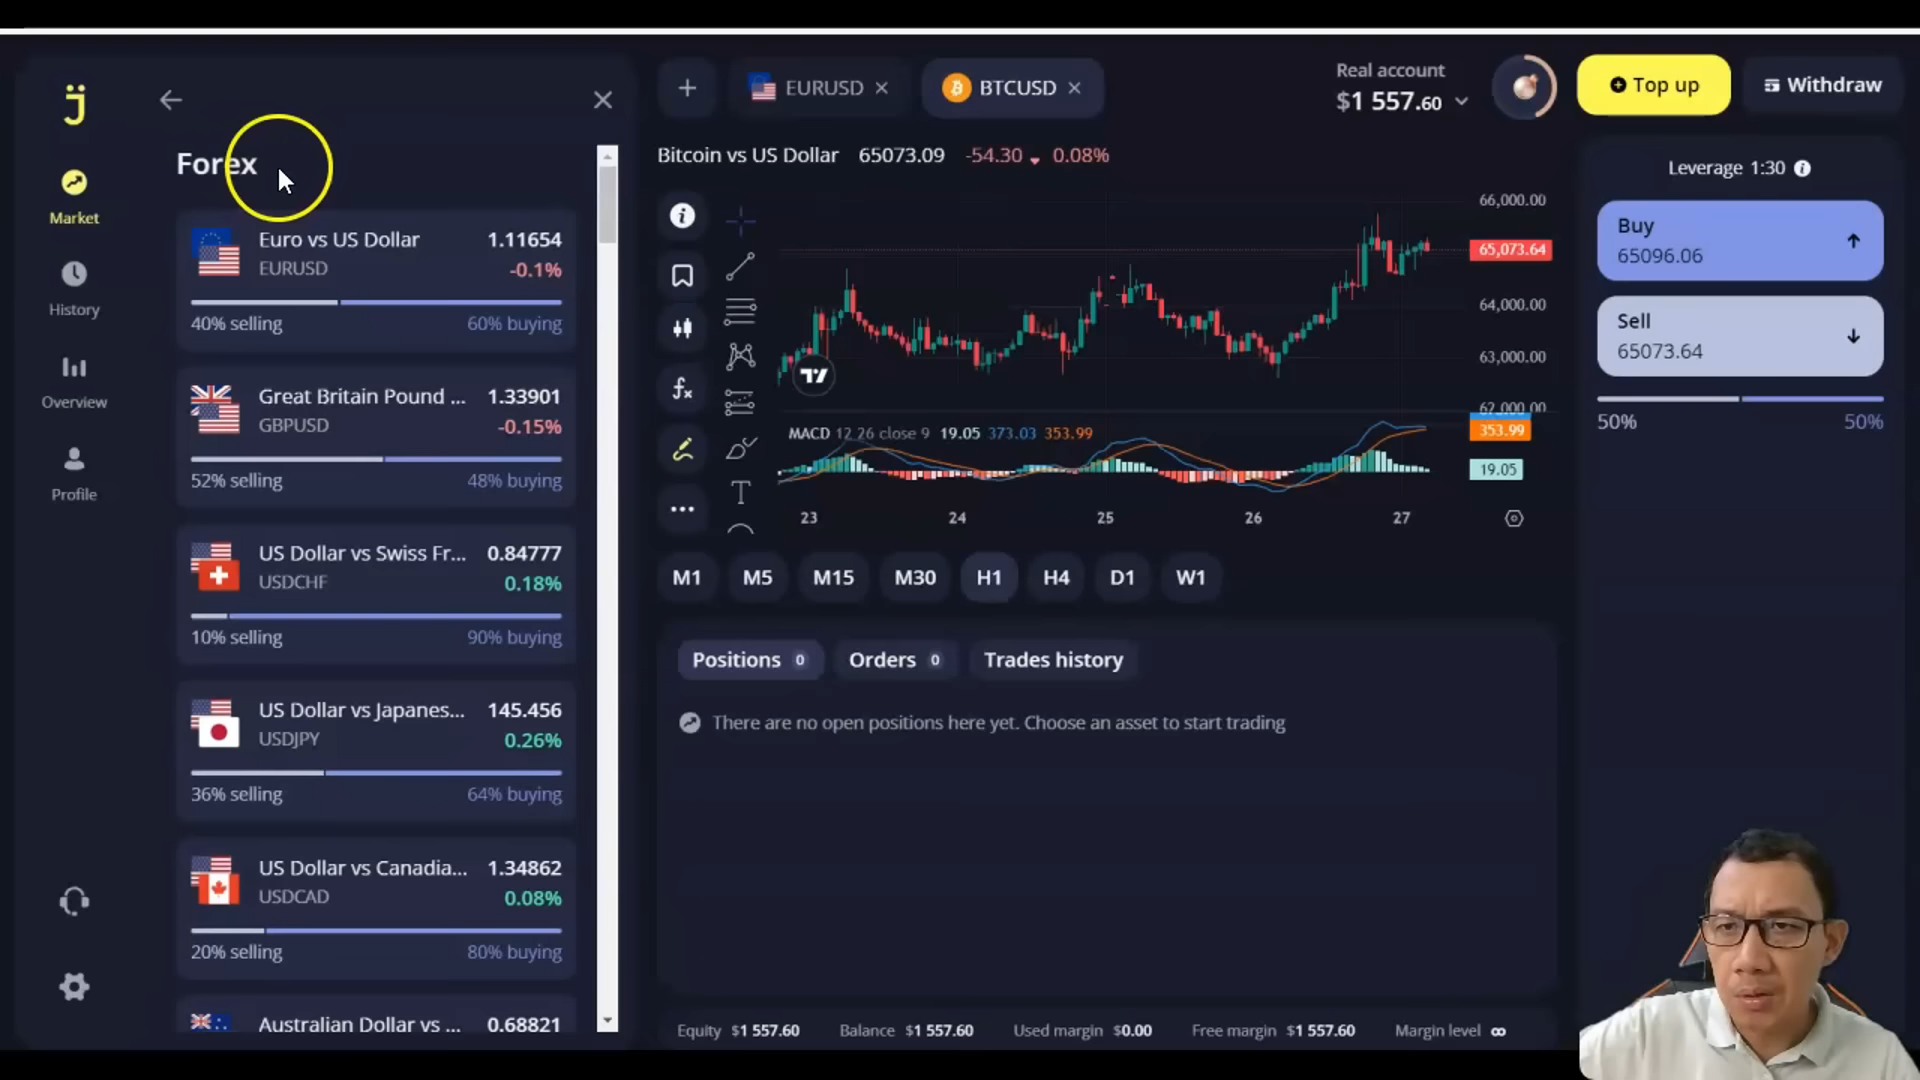 j
Market
History
Overview
Profile
Forex
Euro vs US Dollar 1.11654
EURUSD -0.1%
40% selling 60% buying
Great Britain Pound ... 1.33901
GBPUSD -0.15%
52% selling 48% buying
US Dollar vs Swiss Fr... 0.84777
USDCHF 0.18%
10% selling 90% buying
US Dollar vs Japanes... 145.456
USDJPY 0.26%
36% selling 64% buying
US Dollar vs Canadia... 1.34862
USDCAD 0.08%
20% selling 80% buying
Australian Dollar vs ... 0.68821
EURUSD BTCUSD
Real account
$1 557.60
Top up
Withdraw
Bitcoin vs US Dollar 65073.09 -54.30 0.08%
66,000.00
65,073.64
64,000.00
63,000.00
62,000.00
MACD 12 26 close 9 19.05 373.03 353.99
353.99
19.05
23 24 25 26 27
M1 M5 M15 M30 H1 H4 D1 W1
Positions 0 Orders 0 Trades history
There are no open positions here yet. Choose an asset to start trading
Equity $1 557.60 Balance $1 557.60 Used margin $0.00 Free margin $1 557.60 Margin level ∞
Leverage 1:30
Buy
65096.06
Sell
65073.64
50% 50%